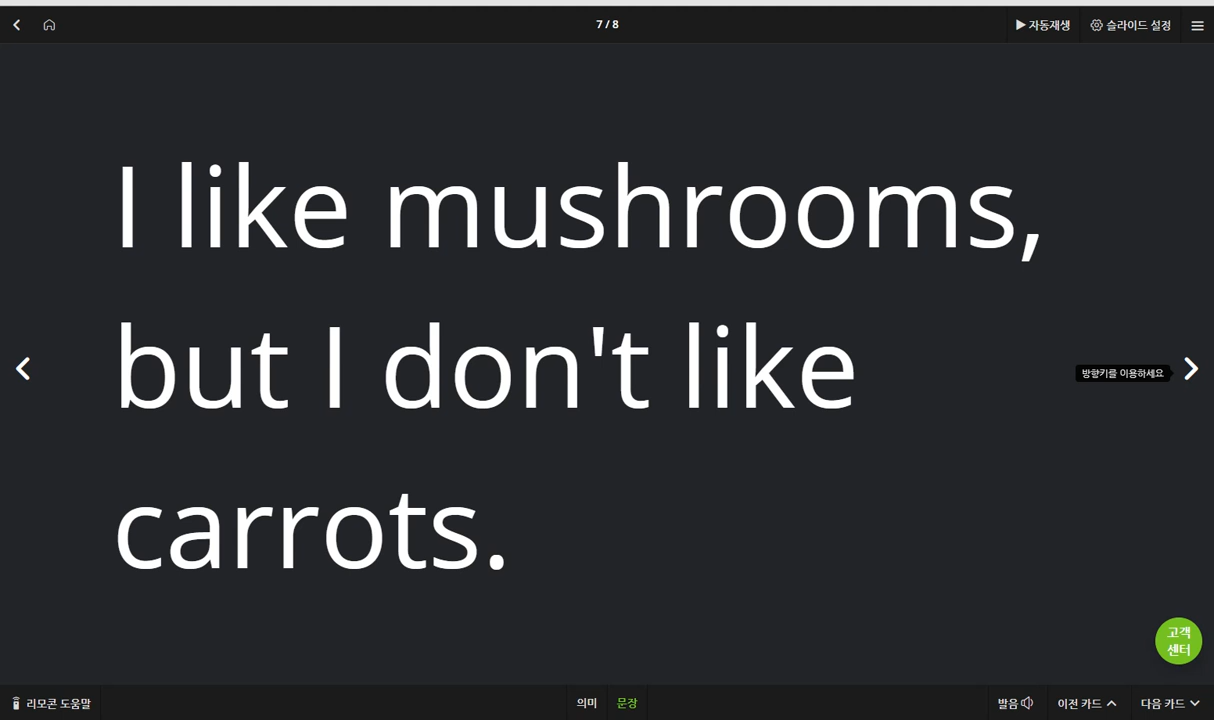 7 / 8
▶ 자동재생
슬라이드 설정
I like mushrooms,
but I don't like
carrots.
방향키를 이용하세요
고객
센터
리모콘 도움말
의미
문장
발음
이전 카드
다음 카드